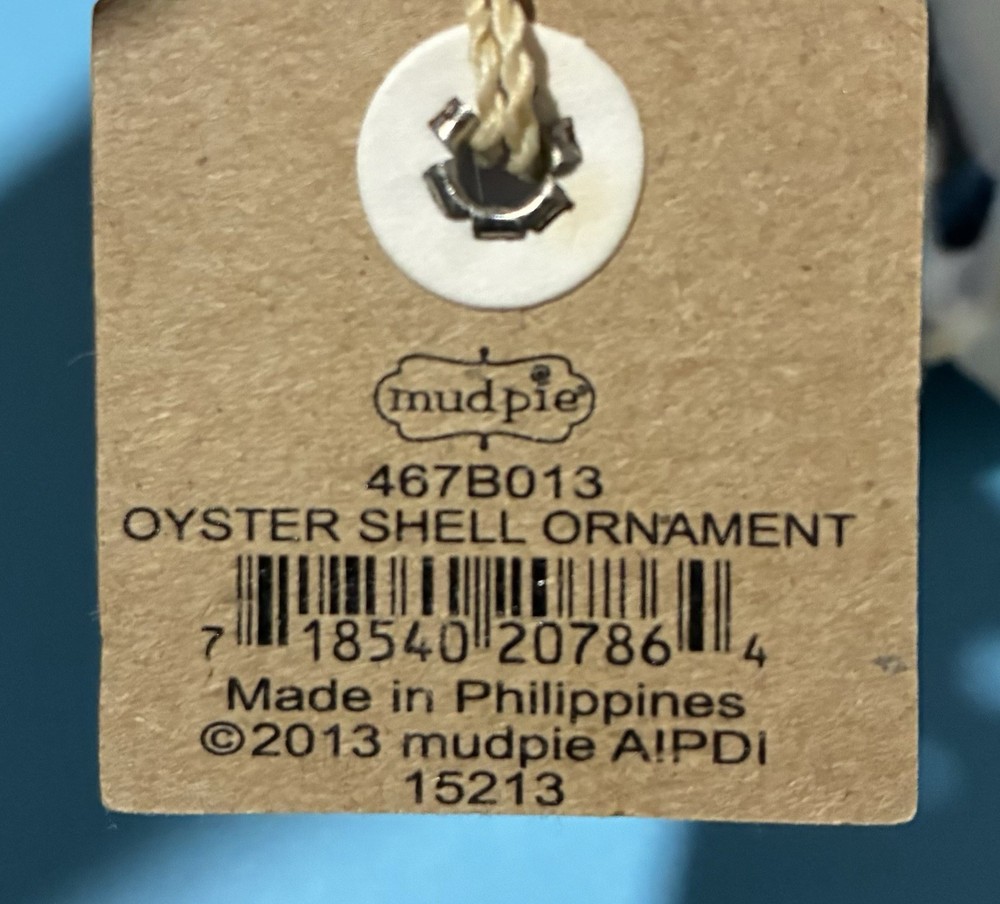 mudpie®
467B013
OYSTER SHELL ORNAMENT
7 18540 20786 4
Made in Philippines
©2013 mudpie A!PDi
15213